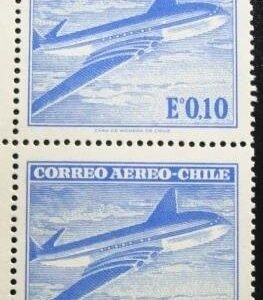 E°0,10
CASA DE MONEDA DE CHILE
CORREO AEREO-CHILE